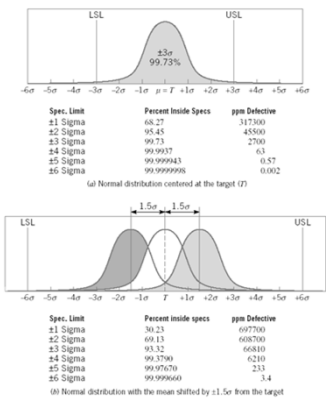 LSL USL
±3σ
99.73%
-6σ -5σ -4σ -3σ -2σ -1σ μ = T +1σ +2σ +3σ +4σ +5σ +6σ
Spec. Limit Percent Inside Specs ppm Defective
±1 Sigma 68.27 317300
±2 Sigma 95.45 45500
±3 Sigma 99.73 2700
±4 Sigma 99.9937 63
±5 Sigma 99.999943 0.57
±6 Sigma 99.9999998 0.002
(a) Normal distribution centered at the target (T)
1.5σ 1.5σ
LSL USL
-6σ -5σ -4σ -3σ -2σ -1σ T +1σ +2σ +3σ +4σ +5σ +6σ
Spec. Limit Percent inside specs ppm Defective
±1 Sigma 30.23 697700
±2 Sigma 69.13 608700
±3 Sigma 93.32 66810
±4 Sigma 99.3790 6210
±5 Sigma 99.97670 233
±6 Sigma 99.999660 3.4
(b) Normal distribution with the mean shifted by ±1.5σ from the target